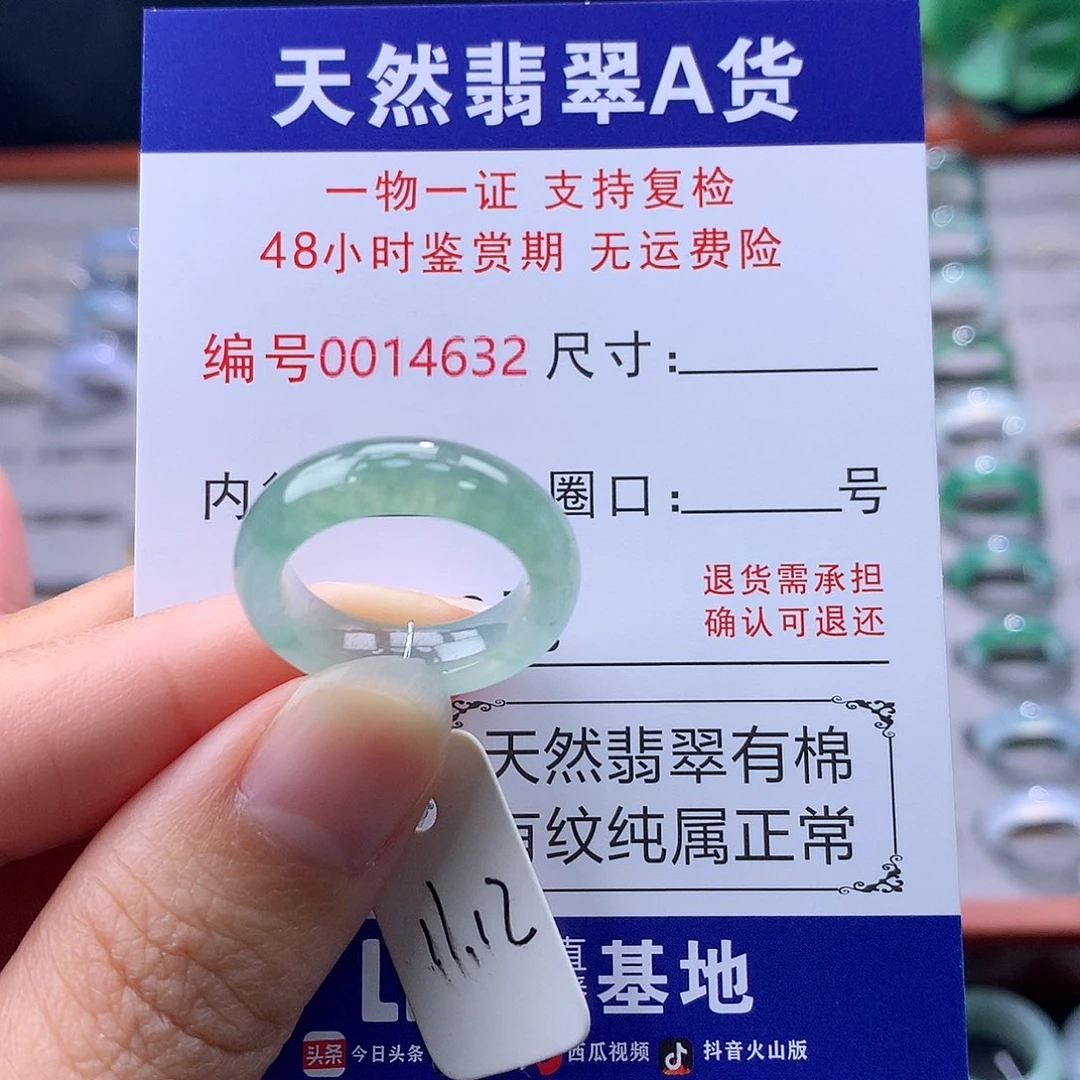 天然翡翠A货
一物一证 支持复检
48小时鉴赏期 无运费险
编号0014632 尺寸:
内 圈口: 号
退货需承担
确认可退还
天然翡翠有棉
有纹纯属正常
11.12
基地
头条 今日头条 西瓜视频 抖音火山版